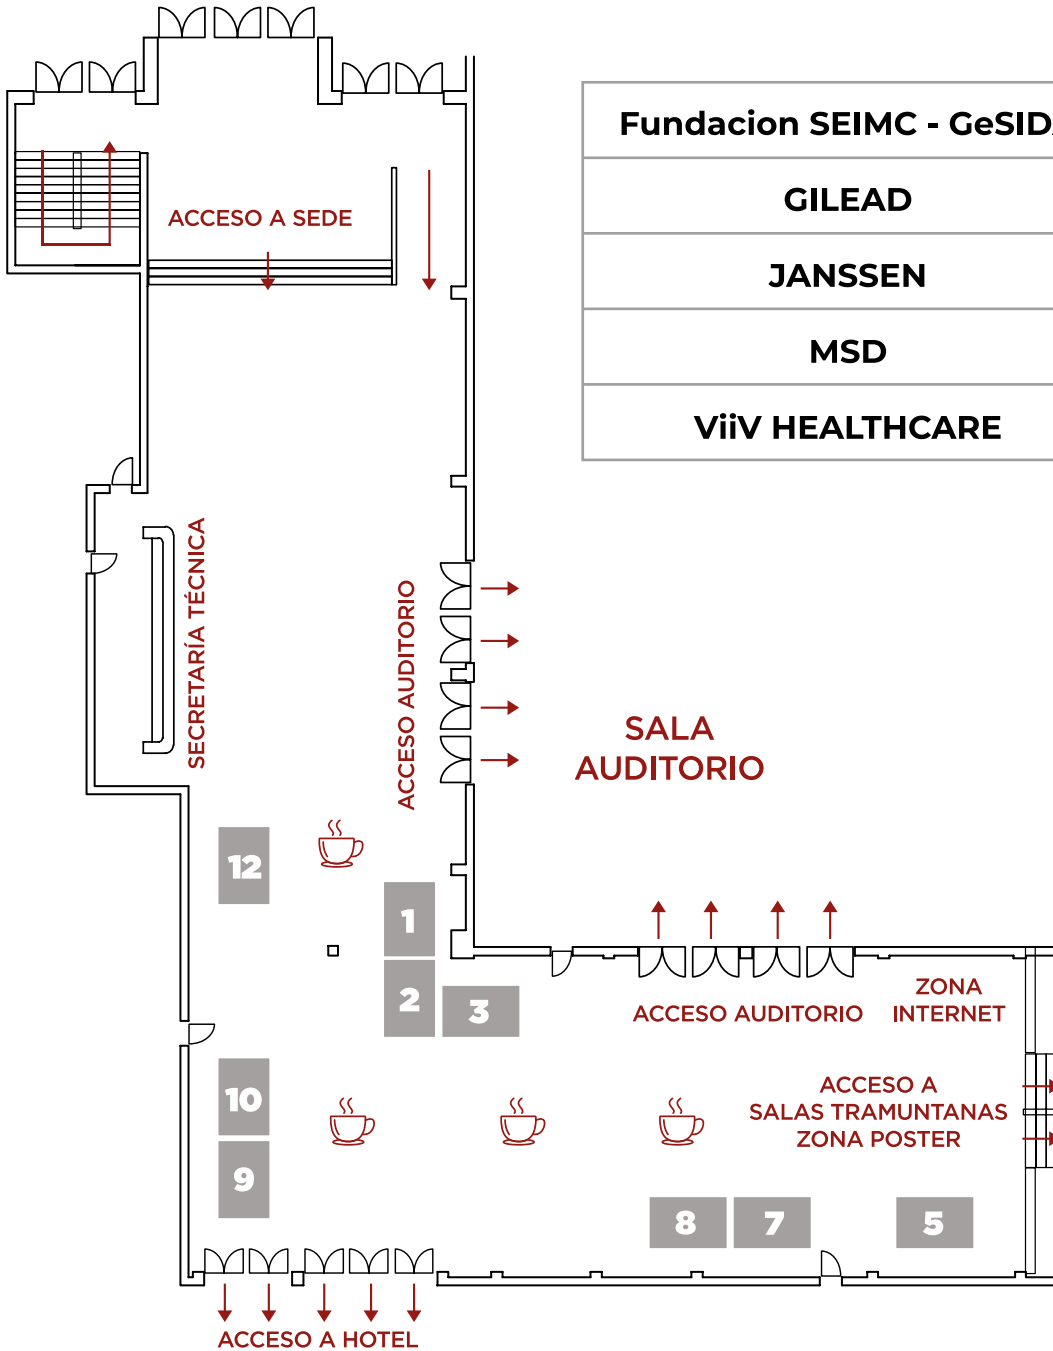 Fundacion SEIMC - GeSIDA
GILEAD
JANSSEN
MSD
ViiV HEALTHCARE
ACCESO A SEDE
SECRETARÍA TÉCNICA
ACCESO AUDITORIO
SALA
AUDITORIO
12
1
2
3
ACCESO AUDITORIO
ZONA
INTERNET
ACCESO A
SALAS TRAMUNTANAS
ZONA POSTER
10
9
8
7
5
ACCESO A HOTEL